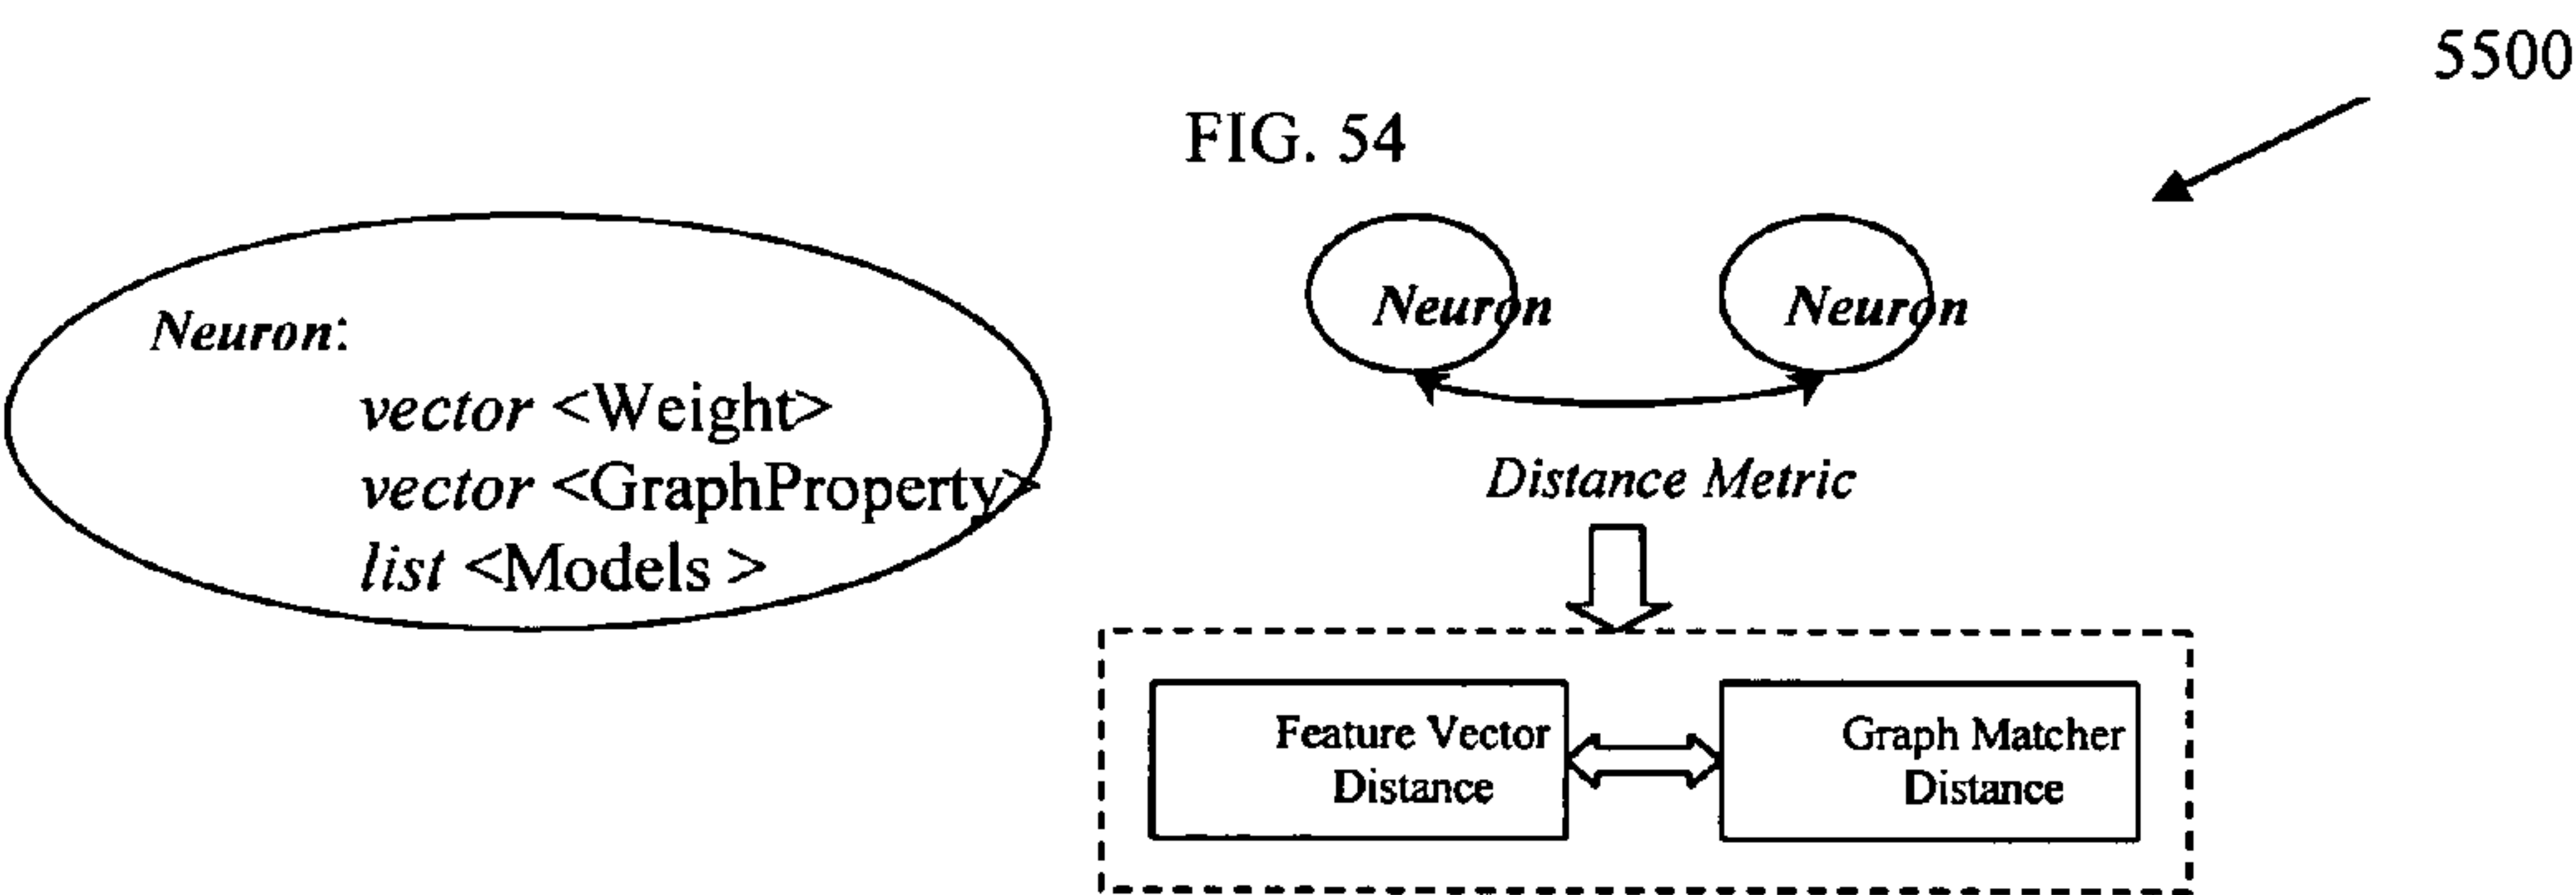 5500
FIG. 54
Neuron:
vector <Weight>
vector <GraphProperty>
list <Models >
Neuron
Neuron
Distance Metric
Feature Vector
Distance
Graph Matcher
Distance